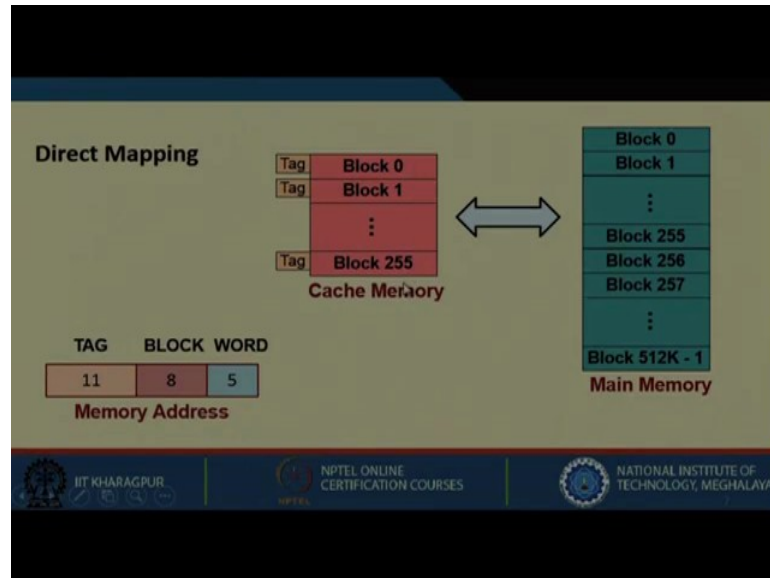 Direct Mapping
Tag Block 0
Tag Block 1
⋮
Tag Block 255
Cache Memory
Block 0
Block 1
⋮
Block 255
Block 256
Block 257
⋮
Block 512K - 1
Main Memory
TAG BLOCK WORD
11 8 5
Memory Address
IIT KHARAGPUR
NPTEL
NPTEL ONLINE
CERTIFICATION COURSES
NATIONAL INSTITUTE OF
TECHNOLOGY, MEGHALAYA
7